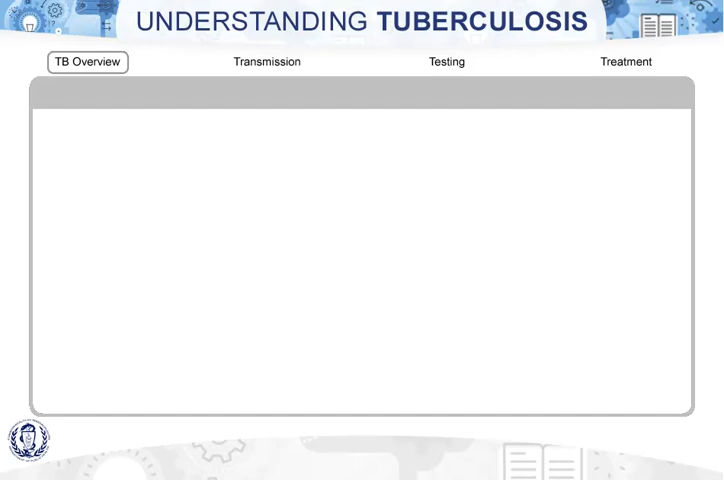 UNDERSTANDING TUBERCULOSIS
TB Overview Transmission Testing Treatment